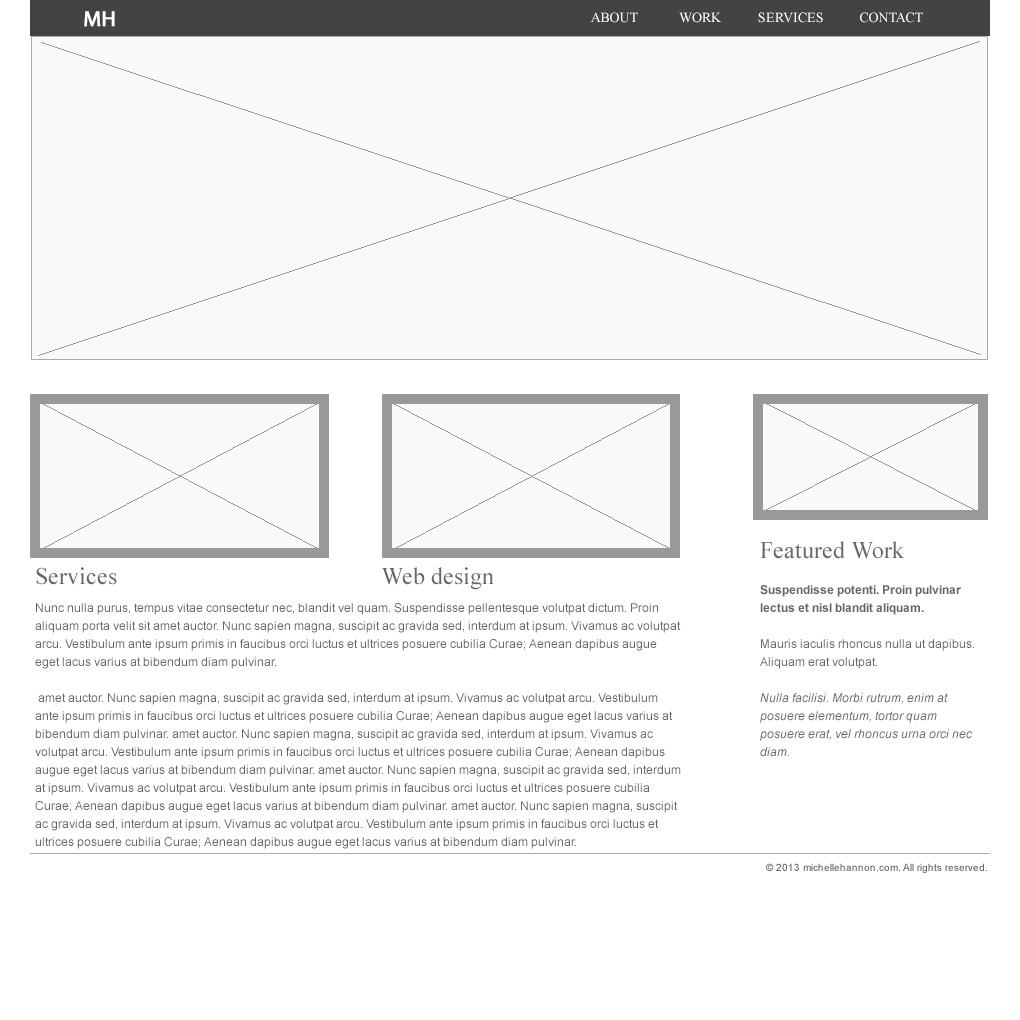 MH
ABOUT WORK SERVICES CONTACT
Services
Web design
Nunc nulla purus, tempus vitae consectetur nec, blandit vel quam. Suspendisse pellentesque volutpat dictum. Proin
aliquam porta velit sit amet auctor. Nunc sapien magna, suscipit ac gravida sed, interdum at ipsum. Vivamus ac volutpat
arcu. Vestibulum ante ipsum primis in faucibus orci luctus et ultrices posuere cubilia Curae; Aenean dapibus augue
eget lacus varius at bibendum diam pulvinar.
amet auctor. Nunc sapien magna, suscipit ac gravida sed, interdum at ipsum. Vivamus ac volutpat arcu. Vestibulum
ante ipsum primis in faucibus orci luctus et ultrices posuere cubilia Curae; Aenean dapibus augue eget lacus varius at
bibendum diam pulvinar. amet auctor. Nunc sapien magna, suscipit ac gravida sed, interdum at ipsum. Vivamus ac
volutpat arcu. Vestibulum ante ipsum primis in faucibus orci luctus et ultrices posuere cubilia Curae; Aenean dapibus
augue eget lacus varius at bibendum diam pulvinar. amet auctor. Nunc sapien magna, suscipit ac gravida sed, interdum
at ipsum. Vivamus ac volutpat arcu. Vestibulum ante ipsum primis in faucibus orci luctus et ultrices posuere cubilia
Curae; Aenean dapibus augue eget lacus varius at bibendum diam pulvinar. amet auctor. Nunc sapien magna, suscipit
ac gravida sed, interdum at ipsum. Vivamus ac volutpat arcu. Vestibulum ante ipsum primis in faucibus orci luctus et
ultrices posuere cubilia Curae; Aenean dapibus augue eget lacus varius at bibendum diam pulvinar.
Featured Work
Suspendisse potenti. Proin pulvinar
lectus et nisl blandit aliquam.
Mauris iaculis rhoncus nulla ut dapibus.
Aliquam erat volutpat.
Nulla facilisi. Morbi rutrum, enim at
posuere elementum, tortor quam
posuere erat, vel rhoncus urna orci nec
diam.
© 2013 michellehannon.com. All rights reserved.